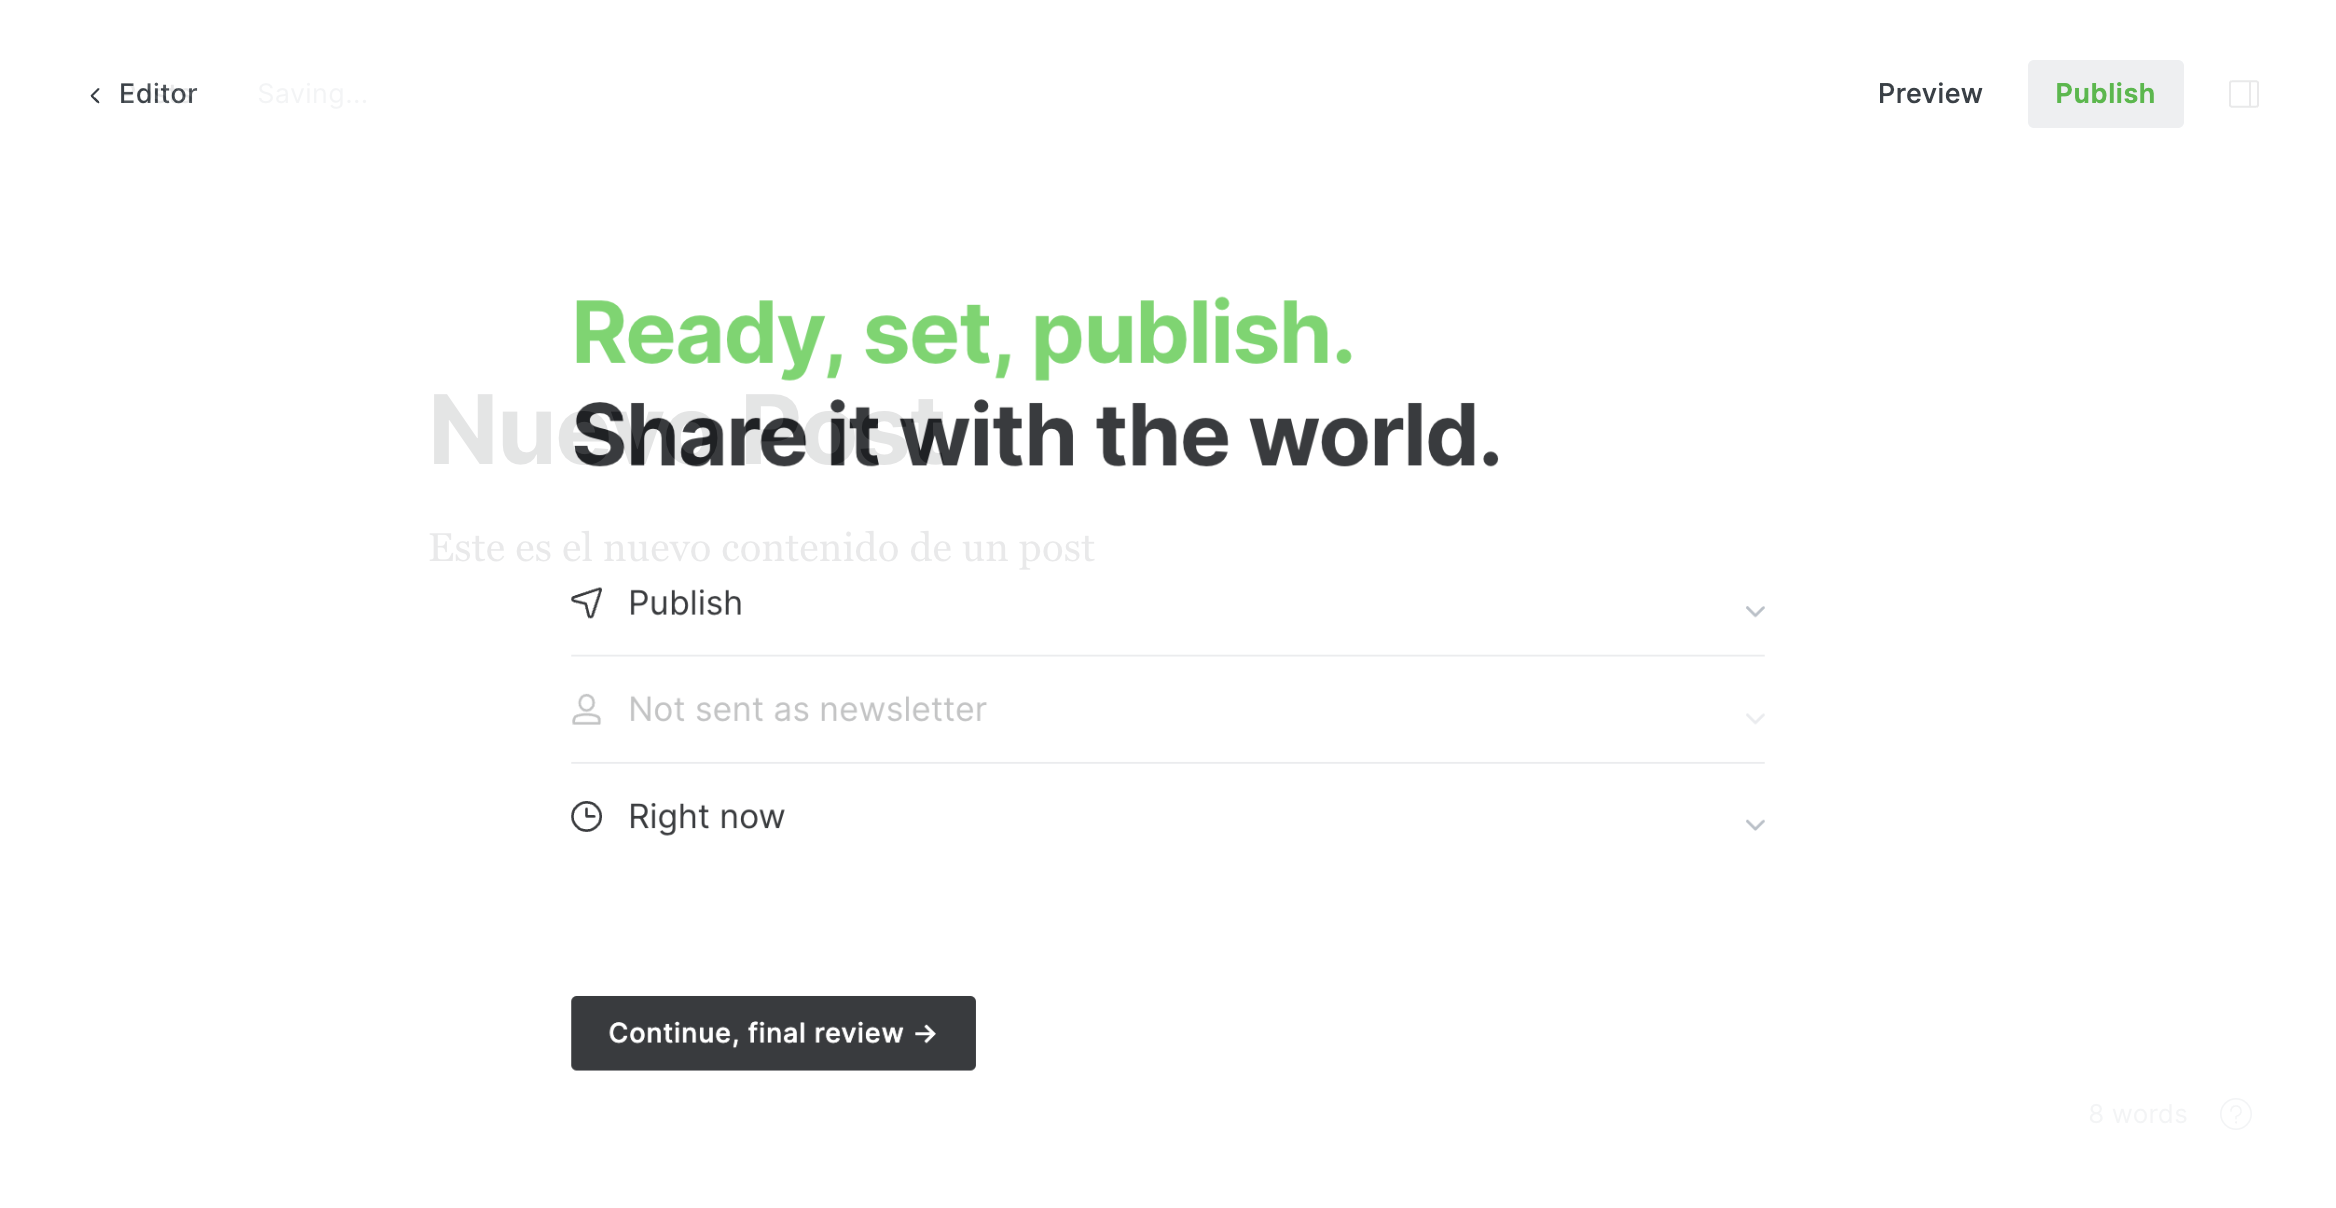 Editor
Saving...
Preview
Publish
Ready, set, publish.
Nuevo Post
Share it with the world.
Este es el nuevo contenido de un post
Publish
Not sent as newsletter
Right now
Continue, final review →
8 words
?